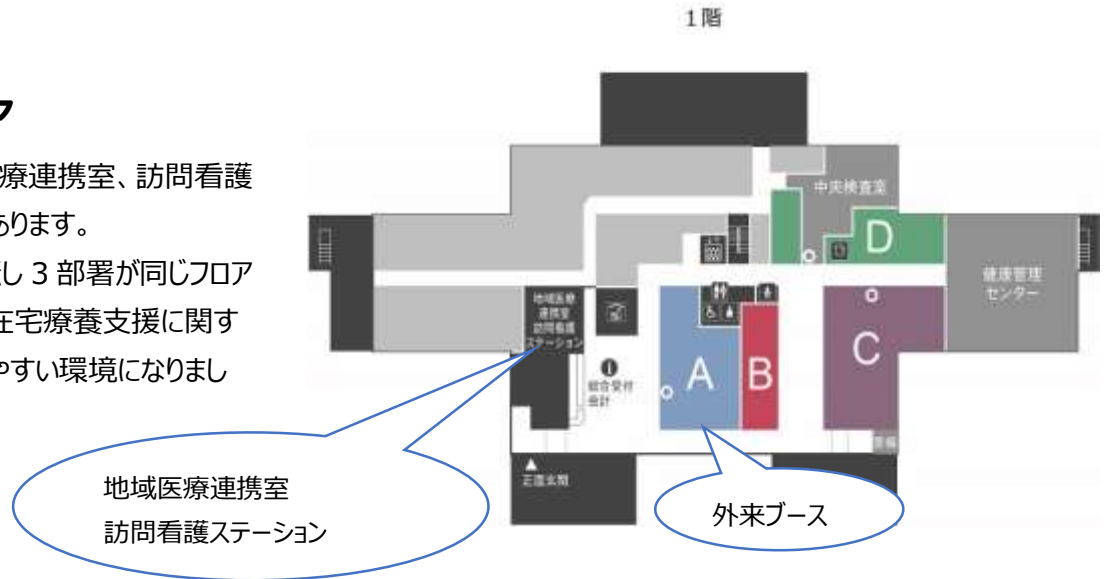 1階
ク
療連携室、訪問看護
あります。
し 3 部署が同じフロア
在宅療養支援に関す
やすい環境になりまし
中央検査室
D
健康管理
センター
地域医療
連携室
訪問看護
ステーション
A
B
C
総合受付
会計
正面玄関
地域医療連携室
訪問看護ステーション
外来ブース